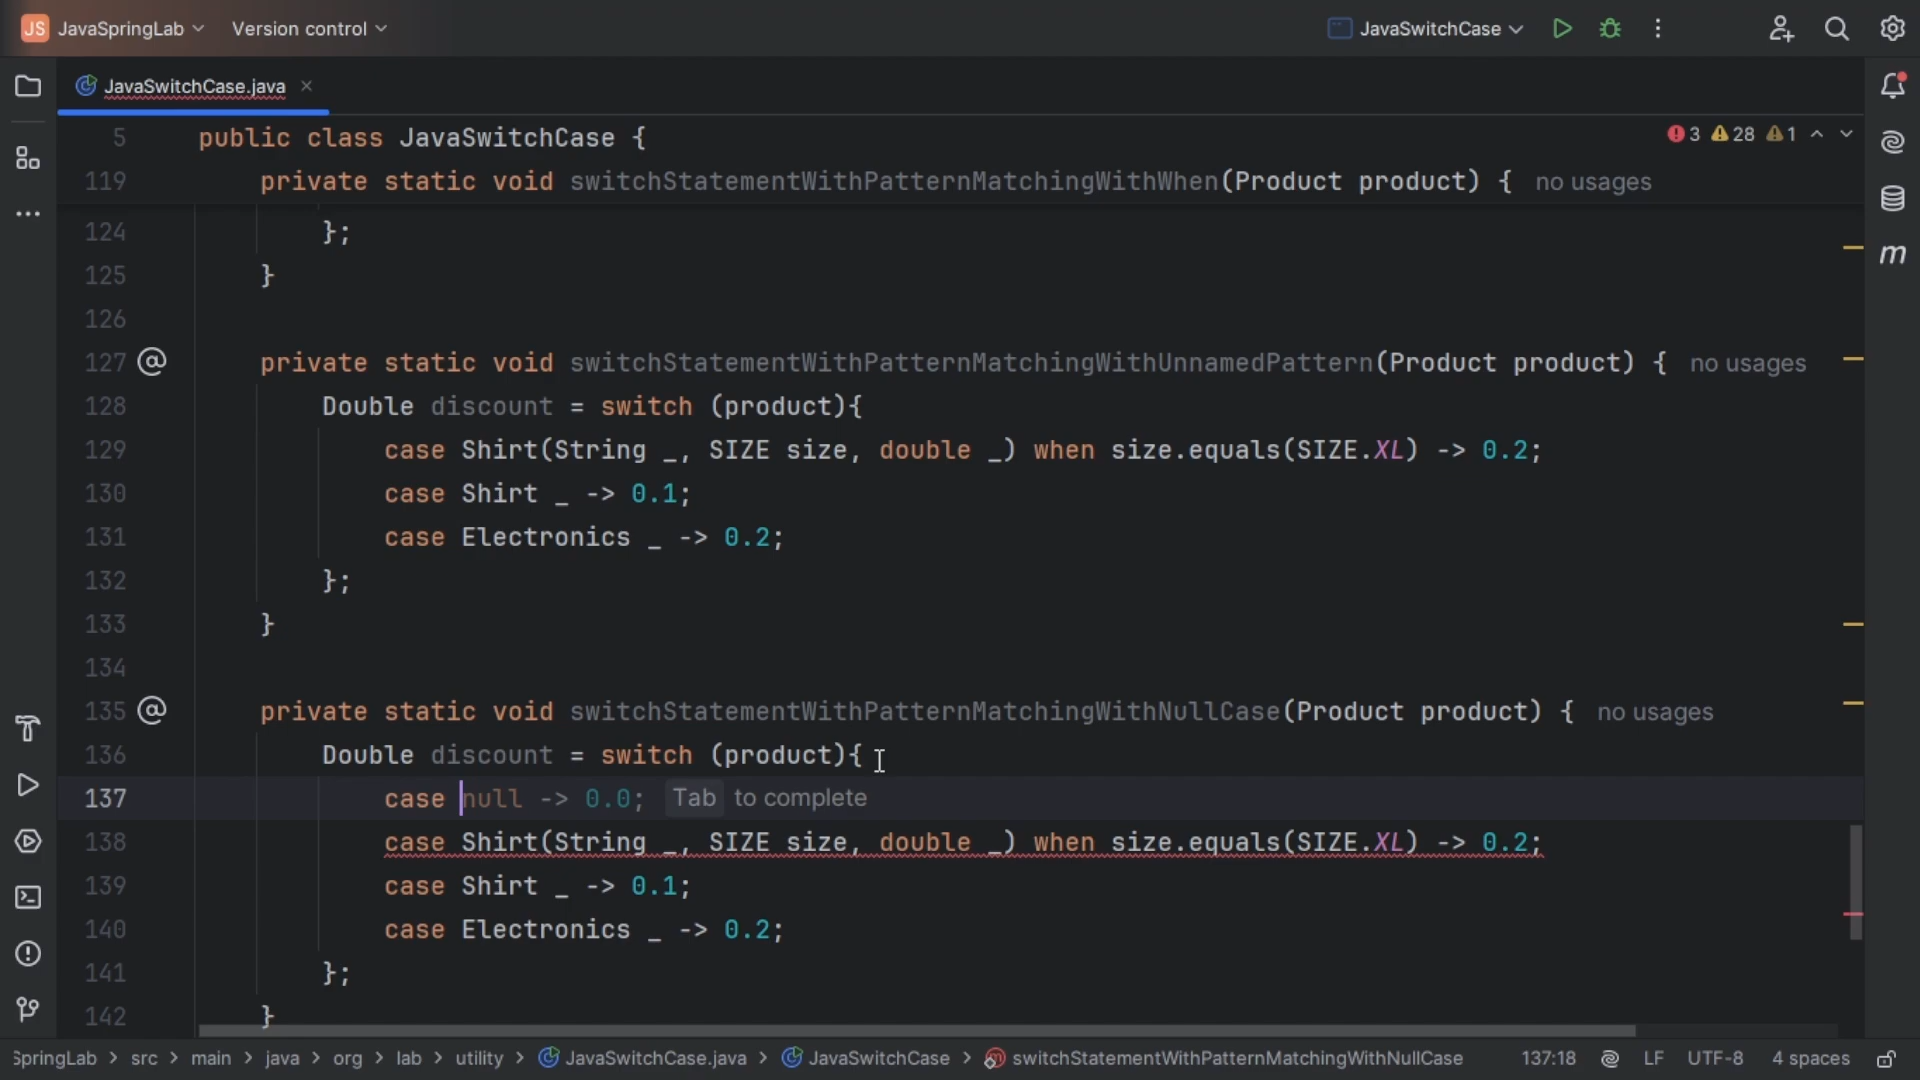 JS JavaSpringLab Version control JavaSwitchCase
JavaSwitchCase.java
5 public class JavaSwitchCase { 3 28 1
119 private static void switchStatementWithPatternMatchingWithWhen(Product product) { no usages
124 };
125 }
126
127 private static void switchStatementWithPatternMatchingWithUnnamedPattern(Product product) { no usages
128 Double discount = switch (product){
129 case Shirt(String _, SIZE size, double _) when size.equals(SIZE.XL) -> 0.2;
130 case Shirt _ -> 0.1;
131 case Electronics _ -> 0.2;
132 };
133 }
134
135 private static void switchStatementWithPatternMatchingWithNullCase(Product product) { no usages
136 Double discount = switch (product){
137 case null -> 0.0; Tab to complete
138 case Shirt(String _, SIZE size, double _) when size.equals(SIZE.XL) -> 0.2;
139 case Shirt _ -> 0.1;
140 case Electronics _ -> 0.2;
141 };
142 }
SpringLab > src > main > java > org > lab > utility > JavaSwitchCase.java > JavaSwitchCase > switchStatementWithPatternMatchingWithNullCase 137:18 LF UTF-8 4 spaces